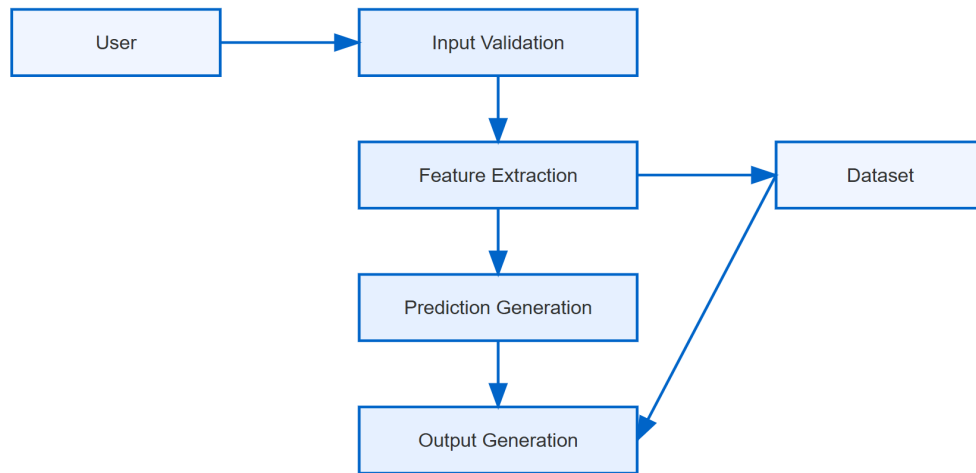 User
Input Validation
Feature Extraction
Dataset
Prediction Generation
Output Generation